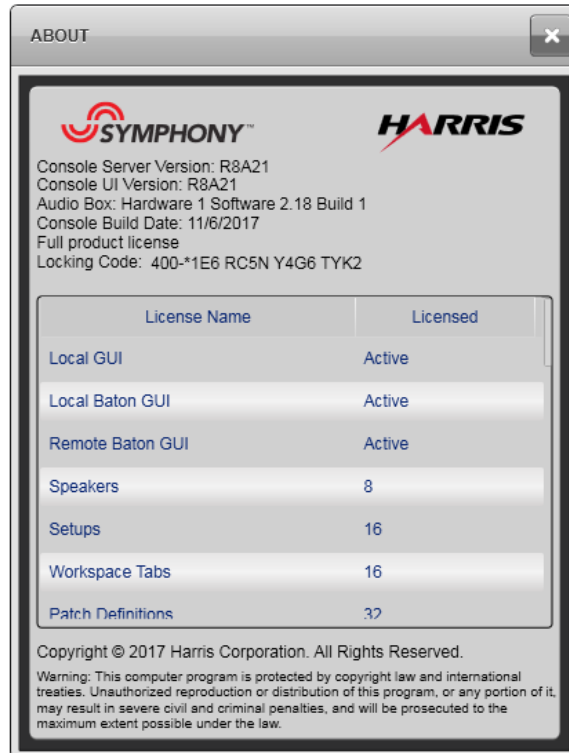 ABOUT
SYMPHONY™
HARRIS
Console Server Version: R8A21
Console UI Version: R8A21
Audio Box: Hardware 1 Software 2.18 Build 1
Console Build Date: 11/6/2017
Full product license
Locking Code: 400-*1E6 RC5N Y4G6 TYK2
License Name Licensed
Local GUI Active
Local Baton GUI Active
Remote Baton GUI Active
Speakers 8
Setups 16
Workspace Tabs 16
Patch Definitions 32
Copyright © 2017 Harris Corporation. All Rights Reserved.
Warning: This computer program is protected by copyright law and international
treaties. Unauthorized reproduction or distribution of this program, or any portion of it,
may result in severe civil and criminal penalties, and will be prosecuted to the
maximum extent possible under the law.